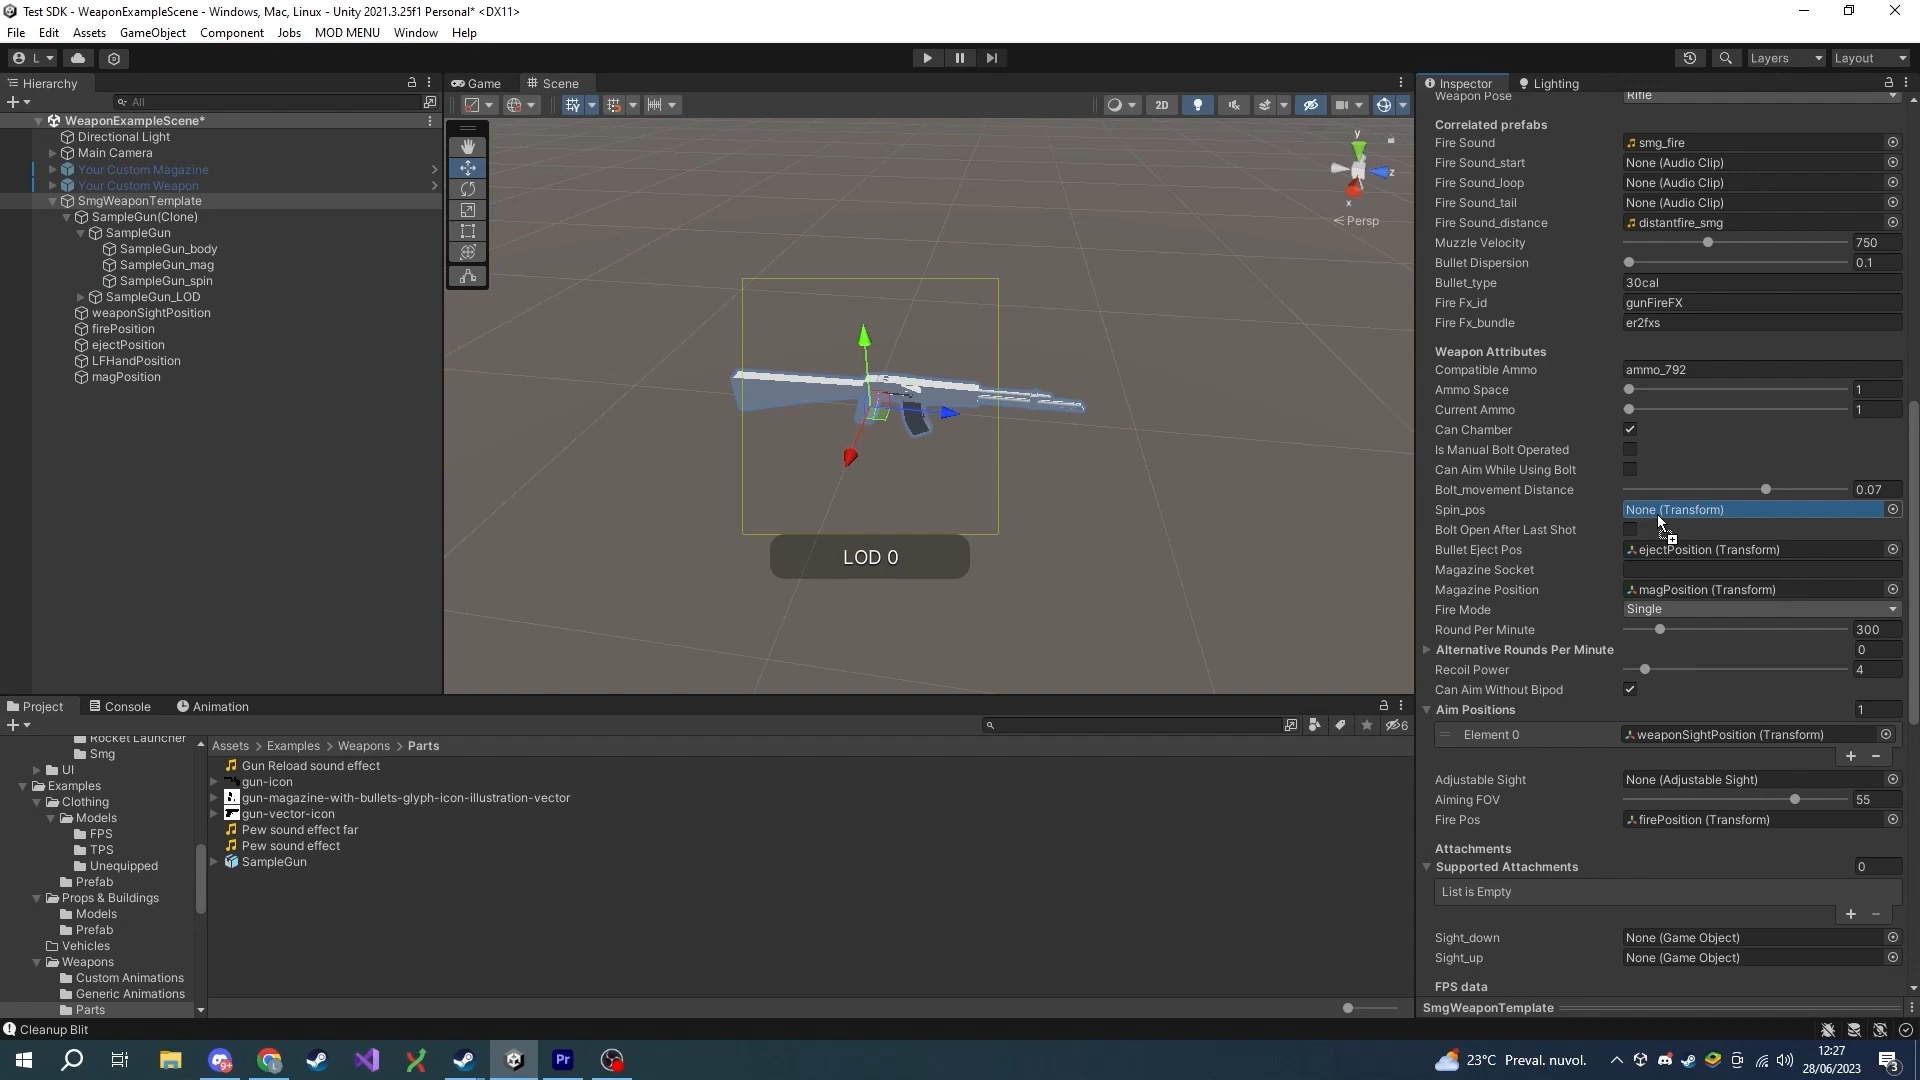 Test SDK - WeaponExampleScene - Windows, Mac, Linux - Unity 2021.3.25f1 Personal* <DX11>
File Edit Assets GameObject Component Jobs MOD MENU Window Help
L
Layers
Layout
Hierarchy
All
WeaponExampleScene*
Directional Light
Main Camera
Your Custom Magazine
Your Custom Weapon
SmgWeaponTemplate
SampleGun(Clone)
SampleGun
SampleGun_body
SampleGun_mag
SampleGun_spin
SampleGun_LOD
weaponSightPosition
firePosition
ejectPosition
LFHandPosition
magPosition
Game
Scene
2D
y
z
x
Persp
LOD 0
Inspector
Lighting
Weapon Pose Rifle
Correlated prefabs
Fire Sound smg_fire
Fire Sound_start None (Audio Clip)
Fire Sound_loop None (Audio Clip)
Fire Sound_tail None (Audio Clip)
Fire Sound_distance distantfire_smg
Muzzle Velocity 750
Bullet Dispersion 0.1
Bullet_type 30cal
Fire Fx_id gunFireFX
Fire Fx_bundle er2fxs
Weapon Attributes
Compatible Ammo ammo_792
Ammo Space 1
Current Ammo 1
Can Chamber
Is Manual Bolt Operated
Can Aim While Using Bolt
Bolt_movement Distance 0.07
Spin_pos None (Transform)
Bolt Open After Last Shot
Bullet Eject Pos ejectPosition (Transform)
Magazine Socket
Magazine Position magPosition (Transform)
Fire Mode Single
Round Per Minute 300
Alternative Rounds Per Minute 0
Recoil Power 4
Can Aim Without Bipod
Aim Positions 1
Element 0 weaponSightPosition (Transform)
Adjustable Sight None (Adjustable Sight)
Aiming FOV 55
Fire Pos firePosition (Transform)
Attachments
Supported Attachments 0
List is Empty
Sight_down None (Game Object)
Sight_up None (Game Object)
FPS data
SmgWeaponTemplate
Project
Console
Animation
6
Rocket Launcher
Smg
UI
Examples
Clothing
Models
FPS
TPS
Unequipped
Prefab
Props & Buildings
Models
Prefab
Vehicles
Weapons
Custom Animations
Generic Animations
Parts
Assets > Examples > Weapons > Parts
Gun Reload sound effect
gun-icon
gun-magazine-with-bullets-glyph-icon-illustration-vector
gun-vector-icon
Pew sound effect far
Pew sound effect
SampleGun
Cleanup Blit
9+
Pr
23°C Preval. nuvol.
12:27
28/06/2023
3